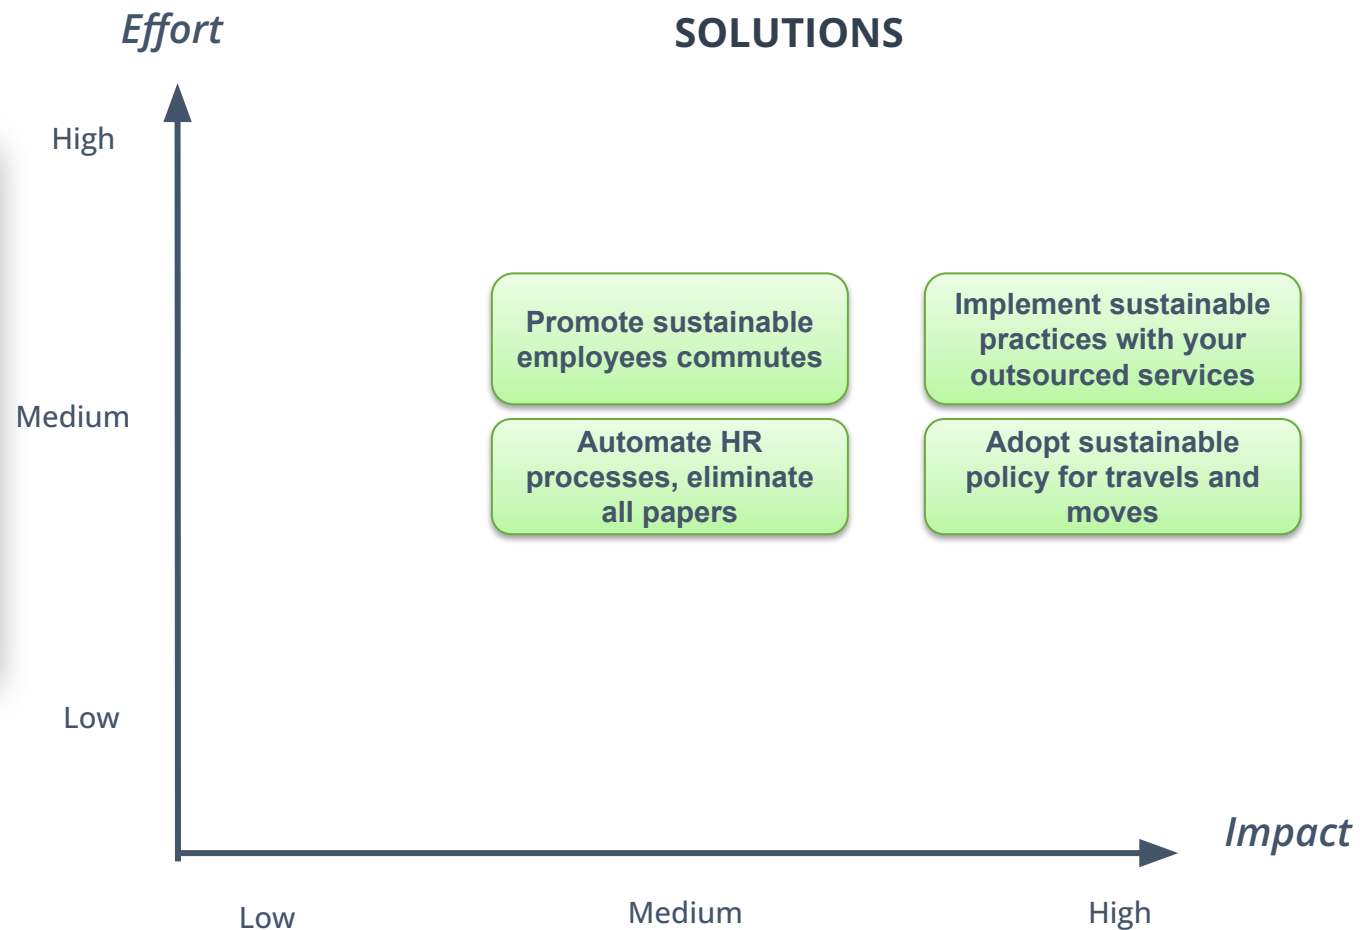 Effort
SOLUTIONS
High
Promote sustainable
employees commutes
Implement sustainable
practices with your
outsourced services
Medium
Automate HR
processes, eliminate
all papers
Adopt sustainable
policy for travels and
moves
Low
Impact
Low
Medium
High